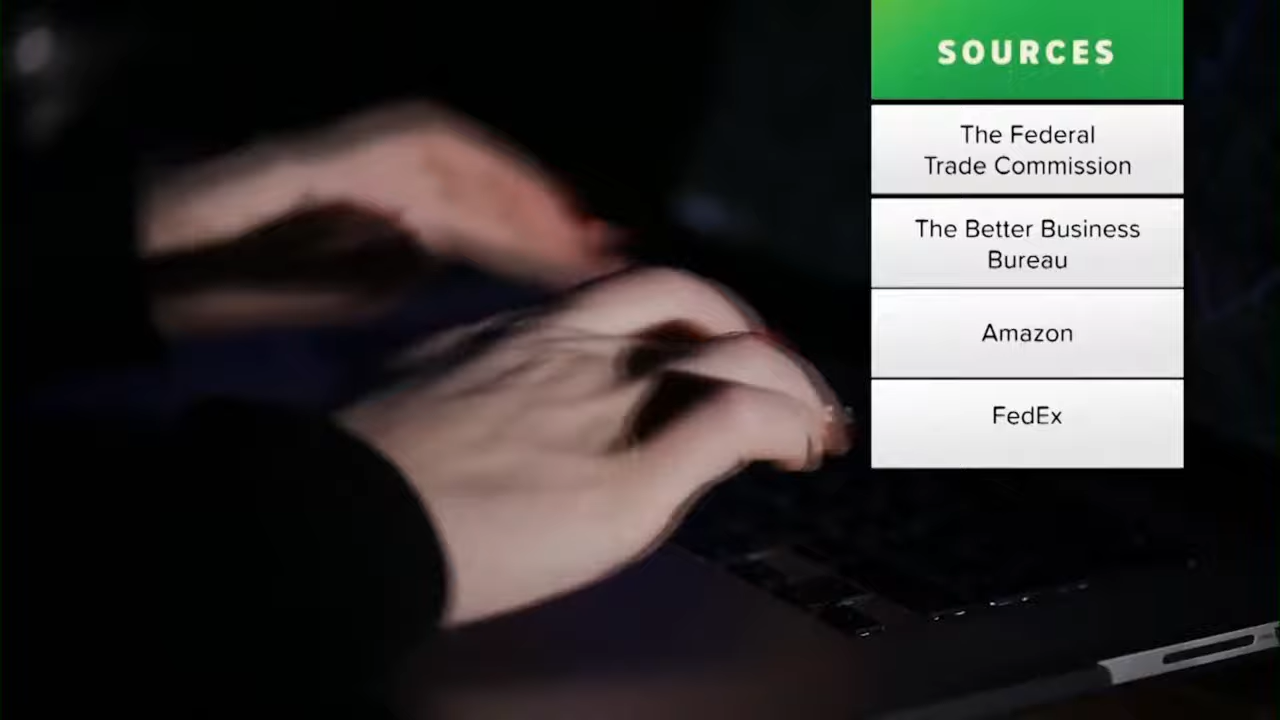 SOURCES
The Federal
Trade Commission
The Better Business
Bureau
Amazon
FedEx